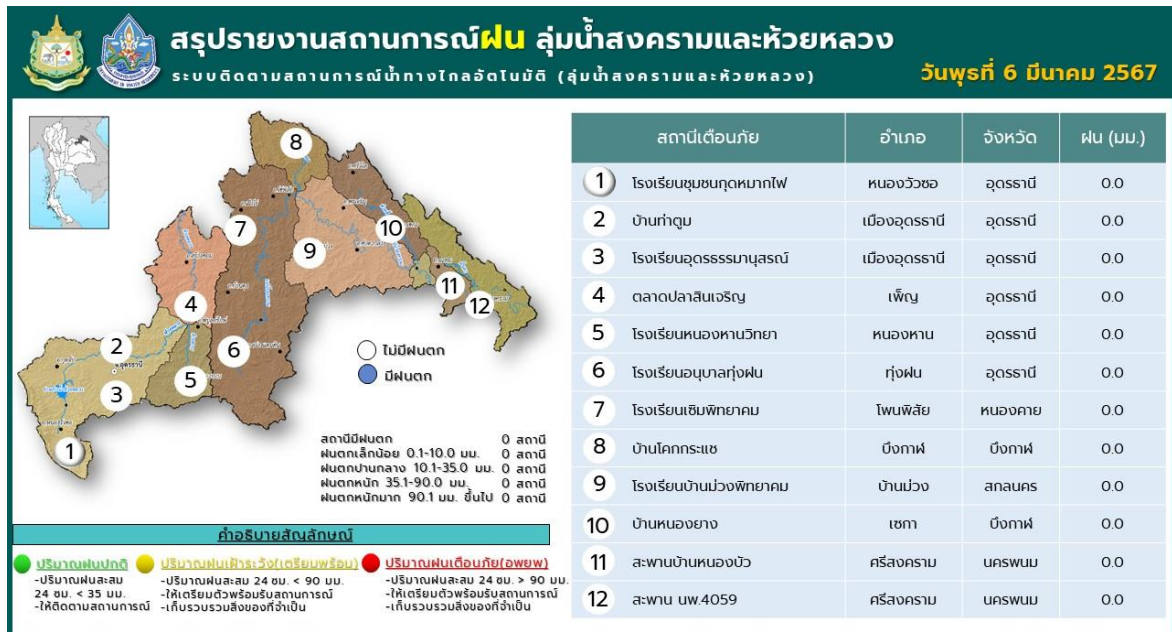 สรุปรายงานสถานการณ์ฝน ลุ่มน้ำสงครามและห้วยหลวง
ระบบติดตามสถานการณ์น้ำทางไกลอัตโนมัติ (ลุ่มน้ำสงครามและห้วยหลวง)
วันพุธที่ 6 มีนาคม 2567
8
7
10
9
11
12
4
2
6
5
3
1
อุดรธานี
ไม่มีฝนตก
มีฝนตก
สถานีมีฝนตก 0 สถานี
ฝนตกเล็กน้อย 0.1-10.0 มม. 0 สถานี
ฝนตกปานกลาง 10.1-35.0 มม. 0 สถานี
ฝนตกหนัก 35.1-90.0 มม. 0 สถานี
ฝนตกหนักมาก 90.1 มม. ขึ้นไป 0 สถานี
คำอธิบายสัญลักษณ์
ปริมาณฝนปกติ
-ปริมาณฝนสะสม
24 ชม. < 35 มม.
-ให้ติดตามสถานการณ์
ปริมาณฝนเฝ้าระวัง(เตรียมพร้อม)
-ปริมาณฝนสะสม 24 ชม. < 90 มม.
-ให้เตรียมตัวพร้อมรับสถานการณ์
-เก็บรวบรวมสิ่งของที่จำเป็น
ปริมาณฝนเตือนภัย(อพยพ)
-ปริมาณฝนสะสม 24 ชม. > 90 มม.
-ให้เตรียมตัวพร้อมรับสถานการณ์
-เก็บรวบรวมสิ่งของที่จำเป็น
สถานีเตือนภัย อำเภอ จังหวัด ฝน (มม.)
1 โรงเรียนชุมชนกุดหมากไฟ หนองวัวซอ อุดรธานี 0.0
2 บ้านท่าตูม เมืองอุดรธานี อุดรธานี 0.0
3 โรงเรียนอุดรธรรมานุสรณ์ เมืองอุดรธานี อุดรธานี 0.0
4 ตลาดปลาสินเจริญ เพ็ญ อุดรธานี 0.0
5 โรงเรียนหนองหานวิทยา หนองหาน อุดรธานี 0.0
6 โรงเรียนอนุบาลทุ่งฝน ทุ่งฝน อุดรธานี 0.0
7 โรงเรียนเซิมพิทยาคม โพนพิสัย หนองคาย 0.0
8 บ้านโคกกระแซ บึงกาฬ บึงกาฬ 0.0
9 โรงเรียนบ้านม่วงพิทยาคม บ้านม่วง สกลนคร 0.0
10 บ้านหนองยาง เซกา บึงกาฬ 0.0
11 สะพานบ้านหนองบัว ศรีสงคราม นครพนม 0.0
12 สะพาน นพ.4059 ศรีสงคราม นครพนม 0.0